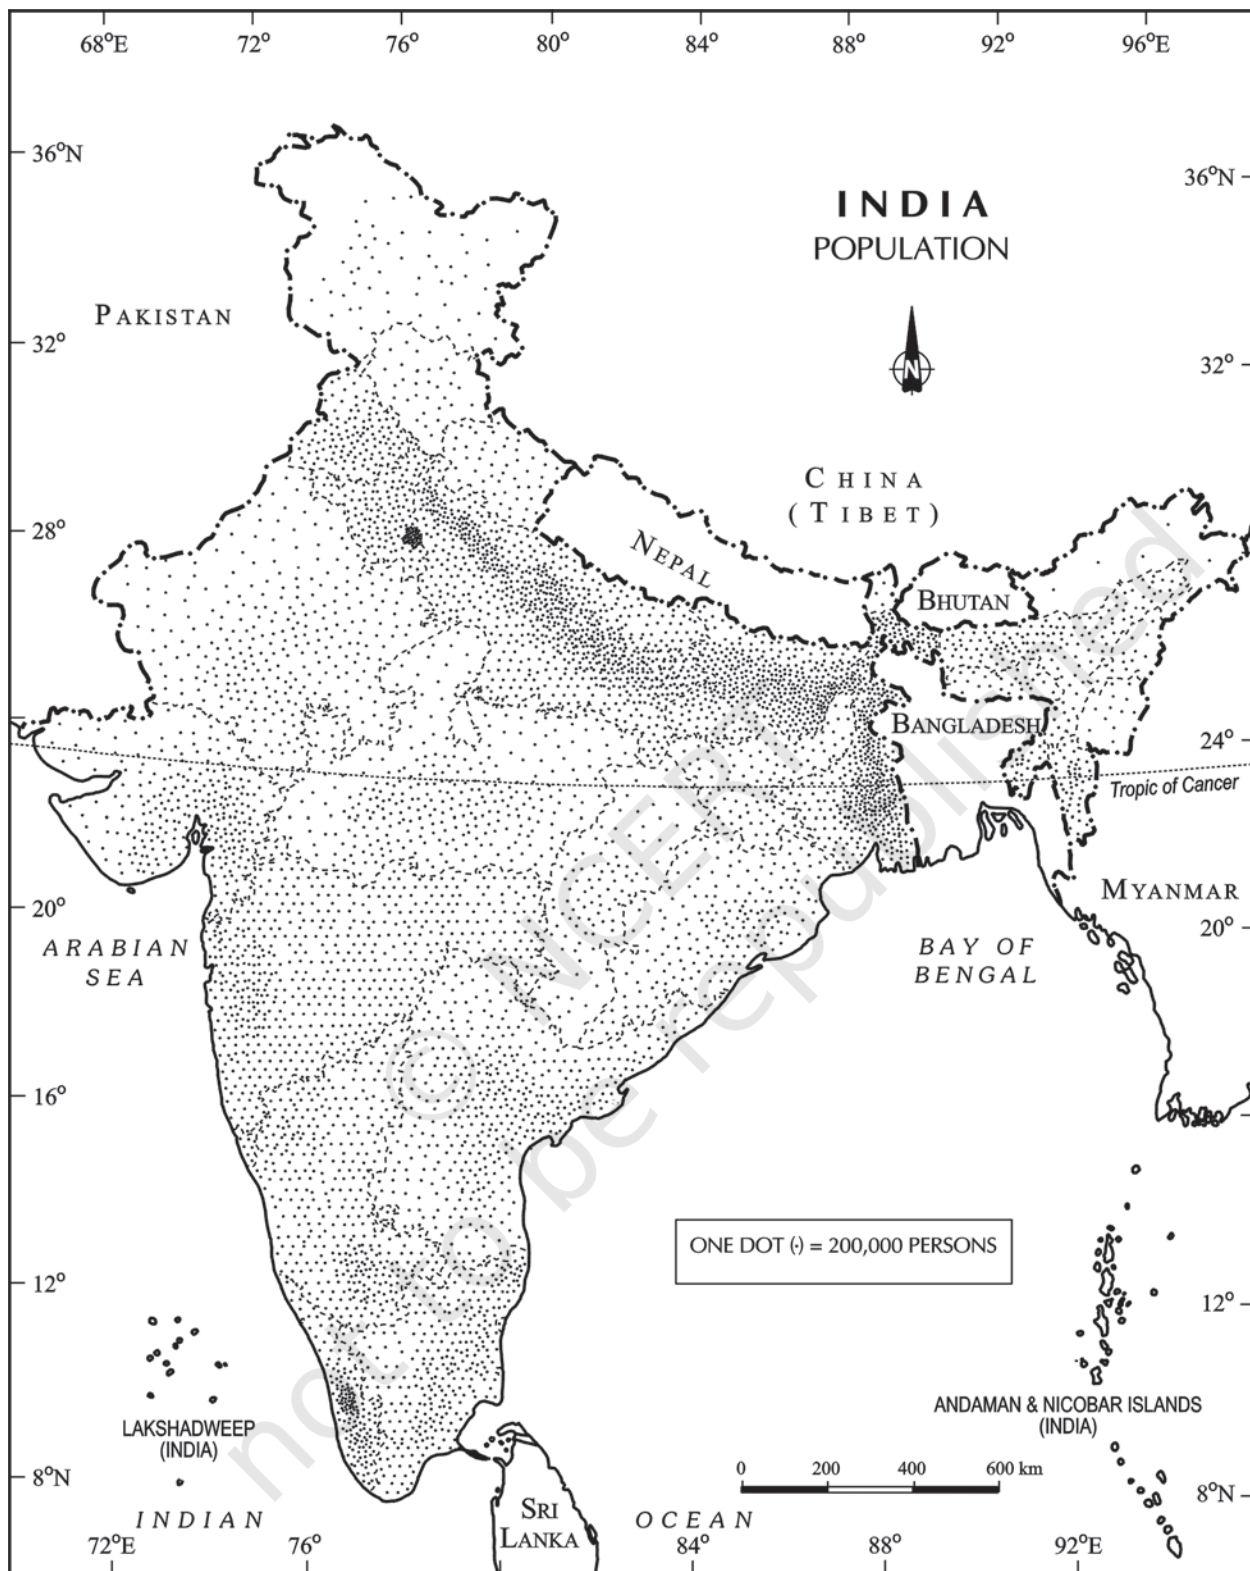 68°E 72° 76° 80° 84° 88° 92° 96°E
36°N
36°N
INDIA
POPULATION
PAKISTAN
32°
32°
N
CHINA
(TIBET)
28°
NEPAL
BHUTAN
BANGLADESH
24°
Tropic of Cancer
MYANMAR
20°
20°
ARABIAN
SEA
BAY OF
BENGAL
© NCERT
not to be republished
16°
ONE DOT (·) = 200,000 PERSONS
12°
12°
LAKSHADWEEP
(INDIA)
ANDAMAN & NICOBAR ISLANDS
(INDIA)
0 200 400 600 km
8°N
8°N
SRI
LANKA
INDIAN OCEAN
72°E 76° 84° 88° 92°E